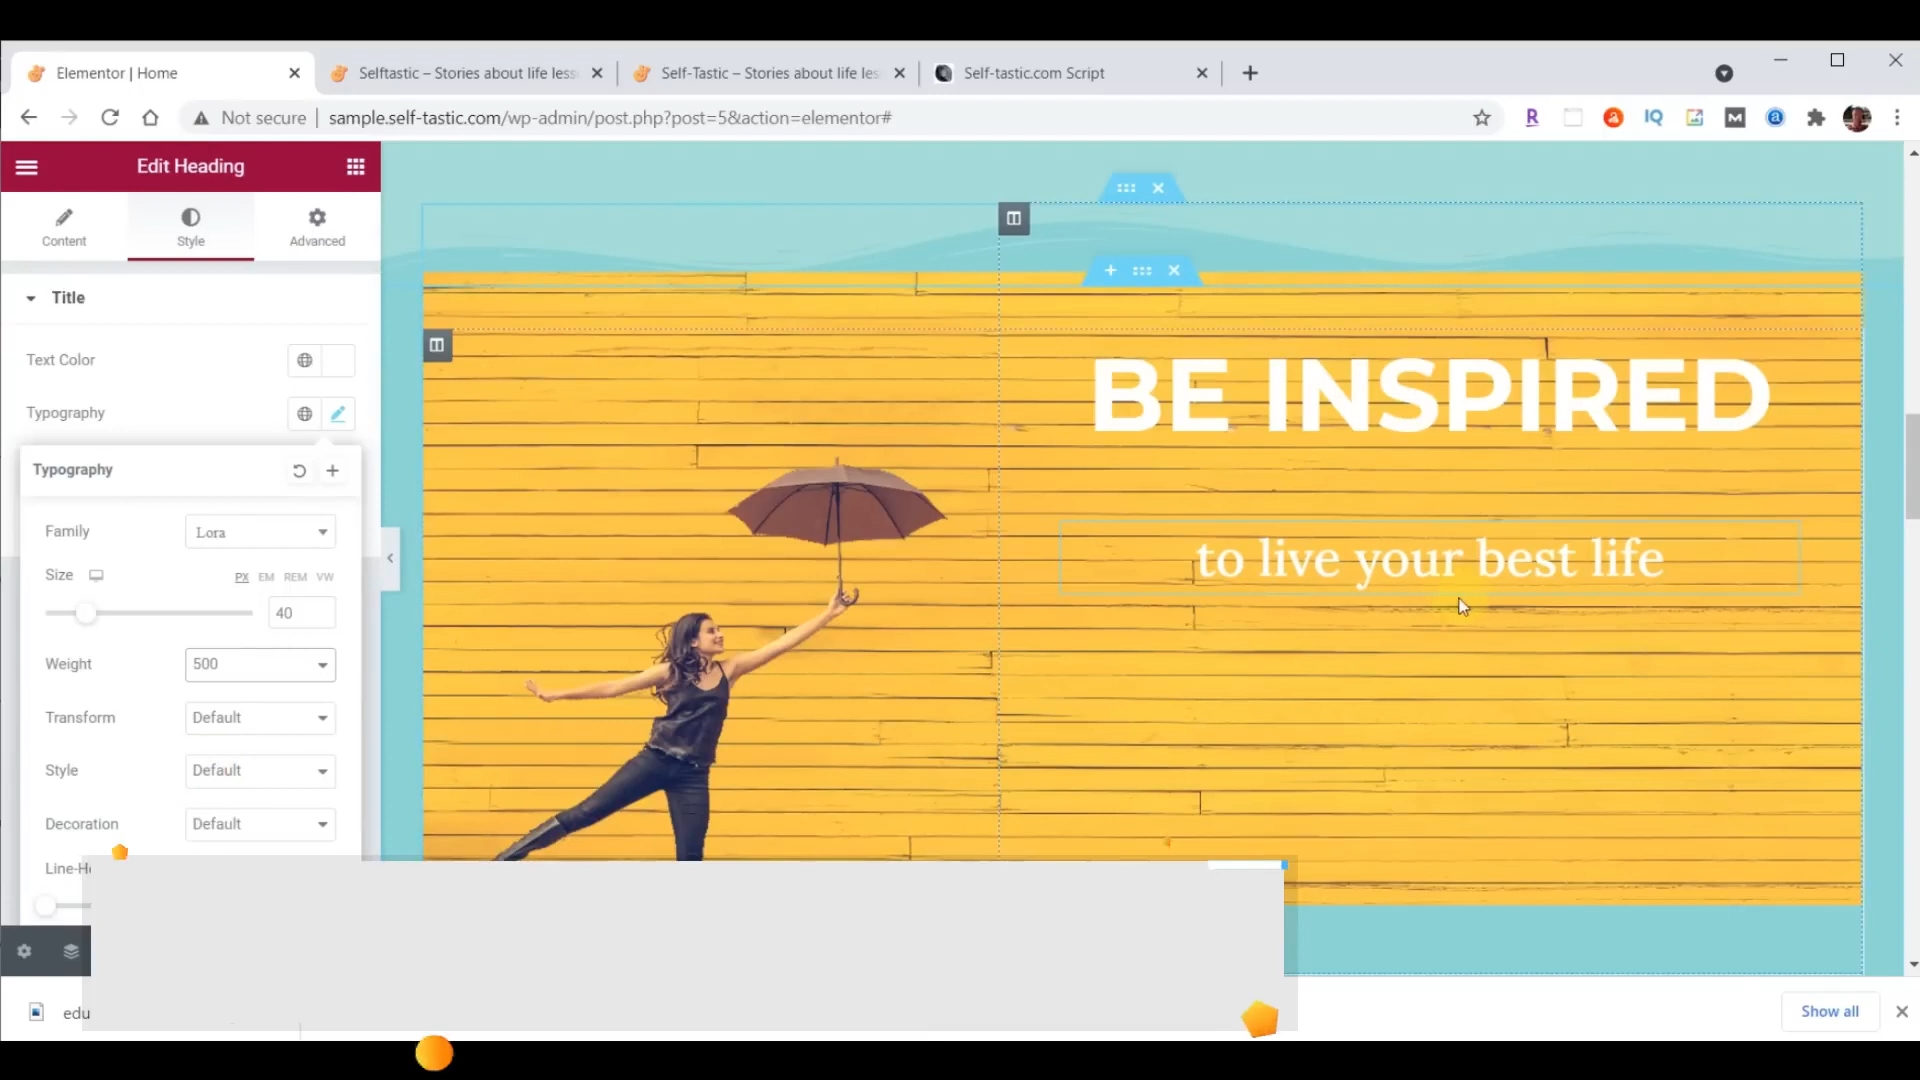 Elementor | Home
Selftastic – Stories about life less
Self-Tastic – Stories about life les
Self-tastic.com Script
Not secure
sample.self-tastic.com/wp-admin/post.php?post=5&action=elementor#
R
a
IQ
M
a
Edit Heading
Content
Style
Advanced
Title
Text Color
Typography
Typography
Family
Lora
Size
PX EM REM VW
40
Weight
500
Transform
Default
Style
Default
Decoration
Default
Line-He
BE INSPIRED
to live your best life
edu
Show all